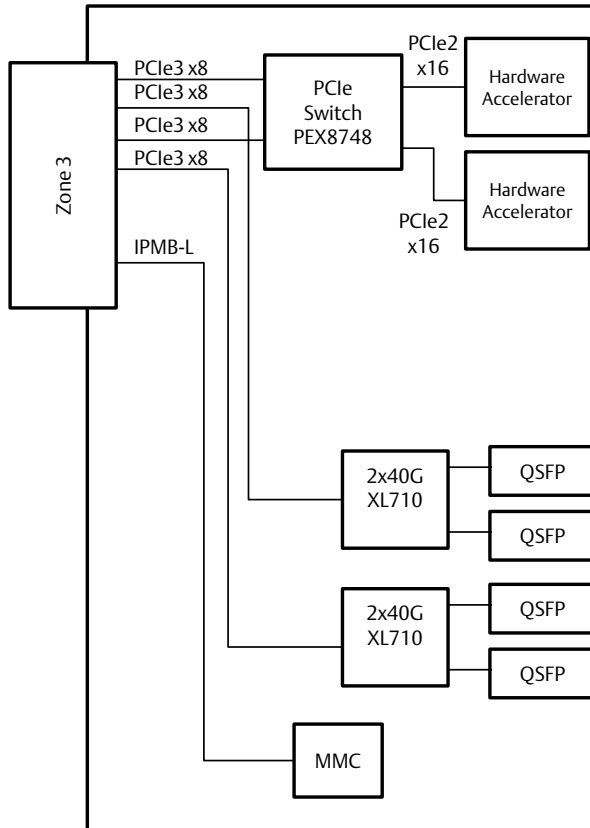 Zone 3
PCIe3 x8
PCIe3 x8
PCIe3 x8
PCIe3 x8
IPMB-L
PCIe
Switch
PEX8748
PCIe2
x16
Hardware
Accelerator
PCIe2
x16
Hardware
Accelerator
2x40G
XL710
QSFP
QSFP
2x40G
XL710
QSFP
QSFP
MMC